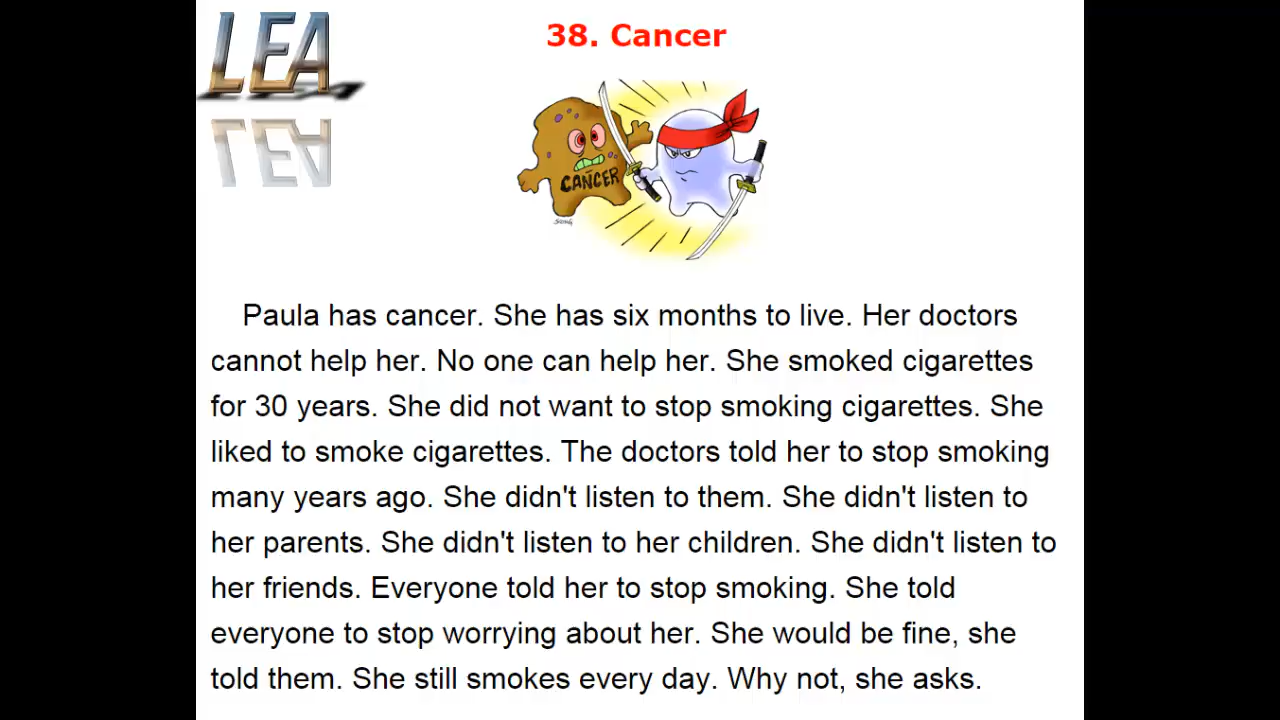 LEA
38. Cancer
CANCER
Paula has cancer. She has six months to live. Her doctors
cannot help her. No one can help her. She smoked cigarettes
for 30 years. She did not want to stop smoking cigarettes. She
liked to smoke cigarettes. The doctors told her to stop smoking
many years ago. She didn't listen to them. She didn't listen to
her parents. She didn't listen to her children. She didn't listen to
her friends. Everyone told her to stop smoking. She told
everyone to stop worrying about her. She would be fine, she
told them. She still smokes every day. Why not, she asks.